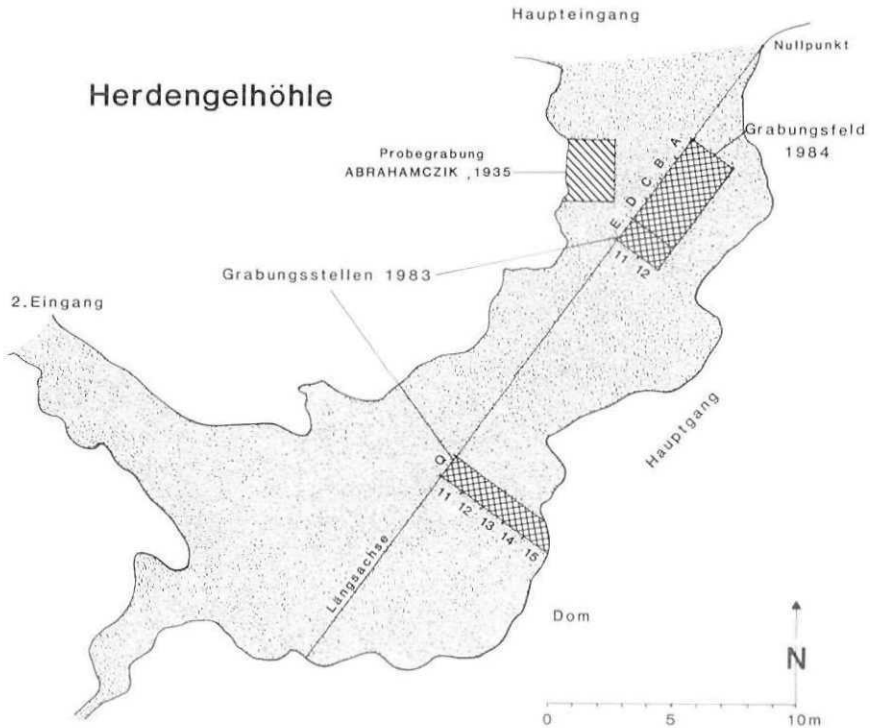 Haupteingang
Nullpunkt
Herdengelhöhle
Grabungsfeld
1984
Probegrabung
ABRAHAMCZIK ,1935
A
B
C
D
E
11
12
Grabungsstellen 1983
2.Eingang
Hauptgang
Q
11
12
13
14
15
Längsachse
Dom
N
0
5
10m